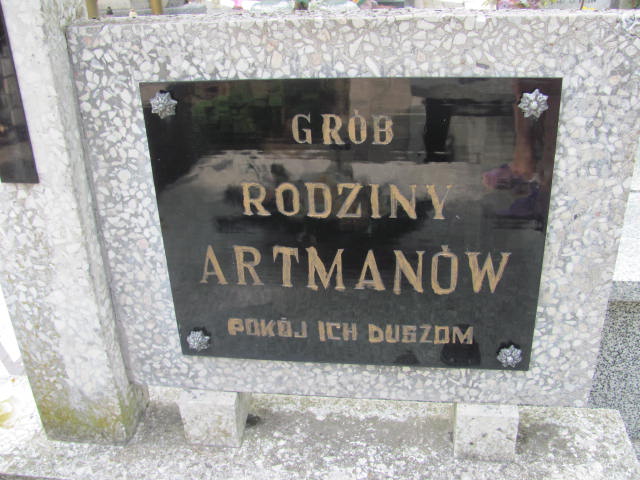 GRÓB
RODZINY
ARTMANÓW
POKÓJ ICH DUSZOM